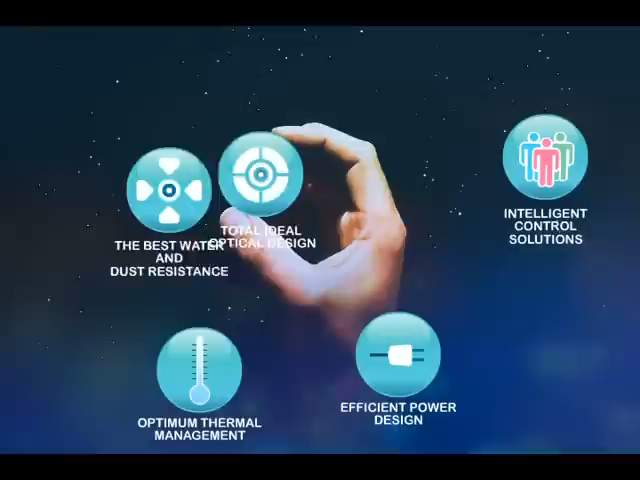 TOTAL IDEAL
OPTICAL DESIGN
THE BEST WATER
AND
DUST RESISTANCE
INTELLIGENT
CONTROL
SOLUTIONS
EFFICIENT POWER
DESIGN
OPTIMUM THERMAL
MANAGEMENT